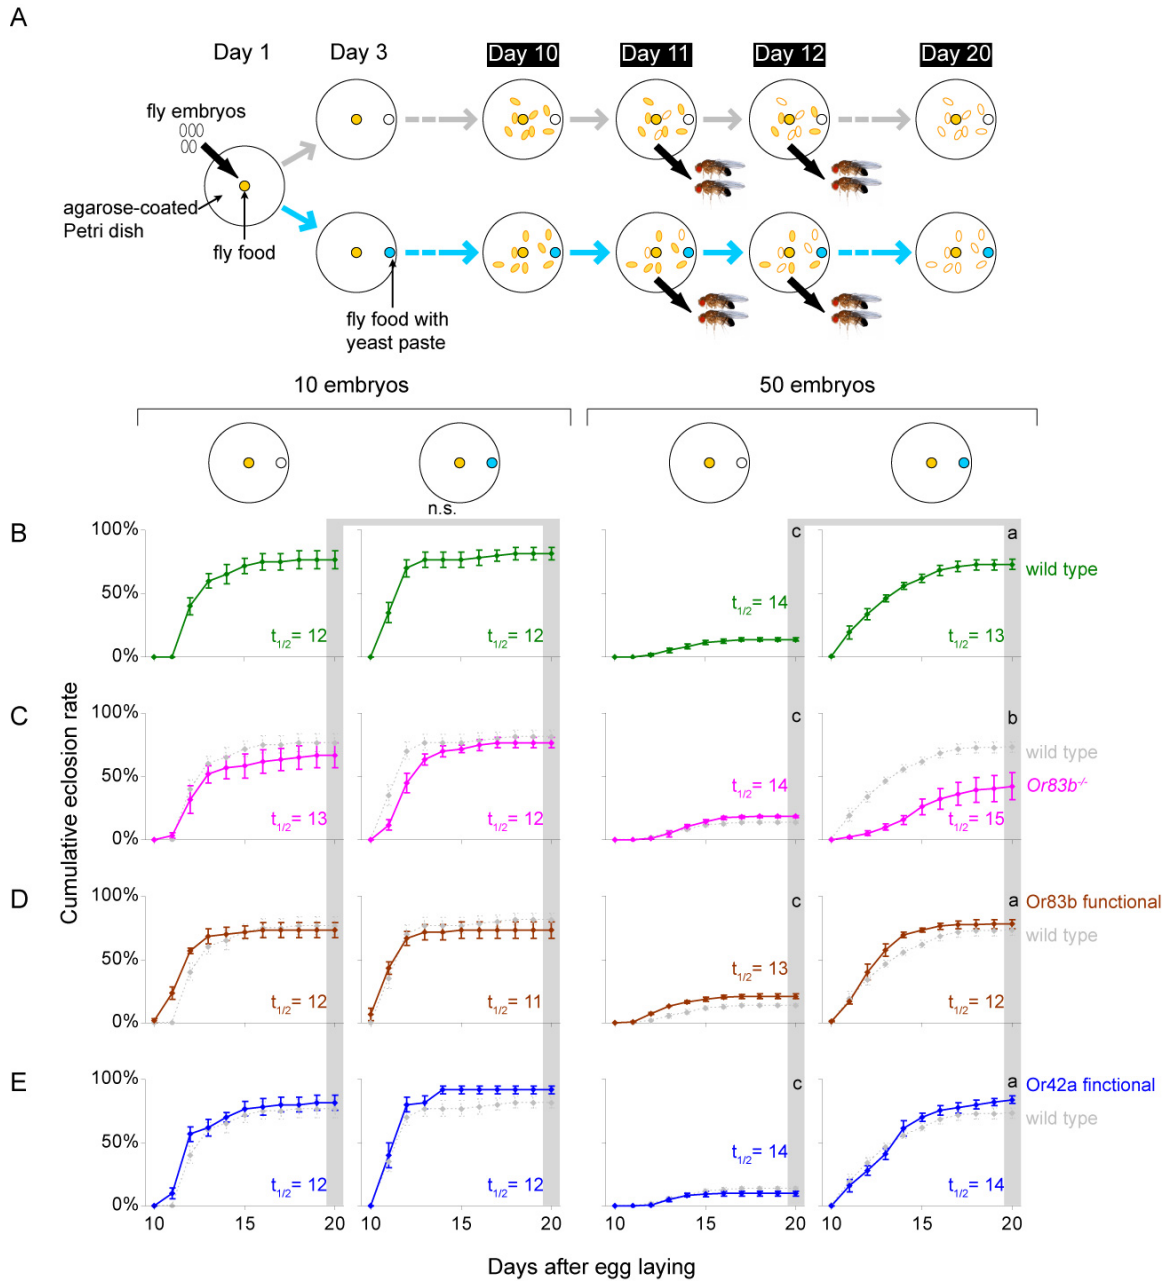 A
Day 1
Day 3
Day 10
Day 11
Day 12
Day 20
fly embryos
agarose-coated
Petri dish
fly food
fly food with
yeast paste
10 embryos
50 embryos
n.s.
B
100%
50%
0%
t1/2= 12
t1/2= 12
t1/2= 14
c
t1/2= 13
a
wild type
C
100%
50%
0%
t1/2= 13
t1/2= 12
t1/2= 14
c
t1/2= 15
b
wild type
Or83b-/-
D
100%
50%
0%
t1/2= 12
t1/2= 11
t1/2= 13
c
t1/2= 12
a
Or83b functional
wild type
E
100%
50%
0%
t1/2= 12
t1/2= 12
t1/2= 14
c
t1/2= 14
a
Or42a finctional
wild type
10 15 20
10 15 20
10 15 20
10 15 20
Cumulative eclosion rate
Days after egg laying